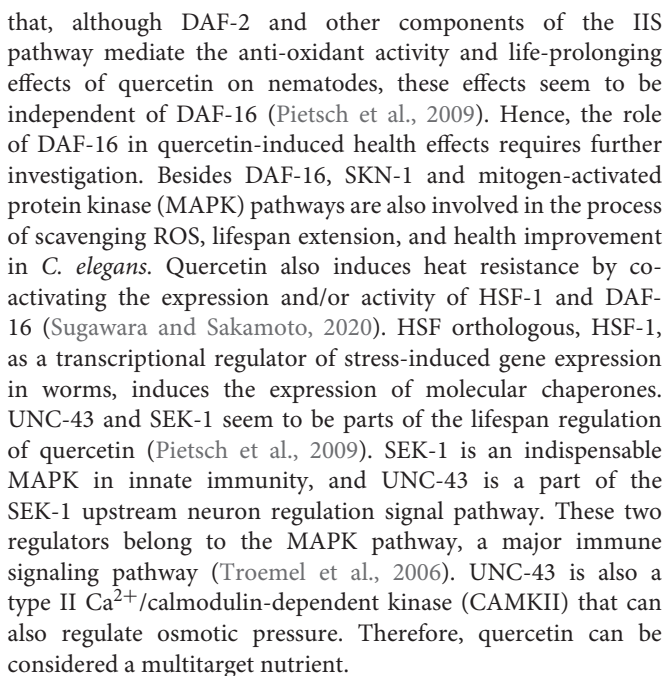 that, although DAF-2 and other components of the IIS
pathway mediate the anti-oxidant activity and life-prolonging
effects of quercetin on nematodes, these effects seem to be
independent of DAF-16 (Pietsch et al., 2009). Hence, the role
of DAF-16 in quercetin-induced health effects requires further
investigation. Besides DAF-16, SKN-1 and mitogen-activated
protein kinase (MAPK) pathways are also involved in the process
of scavenging ROS, lifespan extension, and health improvement
in C. elegans. Quercetin also induces heat resistance by co-
activating the expression and/or activity of HSF-1 and DAF-
16 (Sugawara and Sakamoto, 2020). HSF orthologous, HSF-1,
as a transcriptional regulator of stress-induced gene expression
in worms, induces the expression of molecular chaperones.
UNC-43 and SEK-1 seem to be parts of the lifespan regulation
of quercetin (Pietsch et al., 2009). SEK-1 is an indispensable
MAPK in innate immunity, and UNC-43 is a part of the
SEK-1 upstream neuron regulation signal pathway. These two
regulators belong to the MAPK pathway, a major immune
signaling pathway (Troemel et al., 2006). UNC-43 is also a
type II Ca²⁺/calmodulin-dependent kinase (CAMKII) that can
also regulate osmotic pressure. Therefore, quercetin can be
considered a multitarget nutrient.